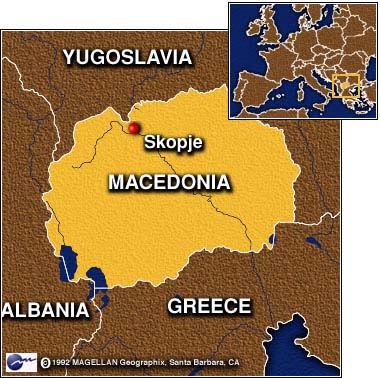 YUGOSLAVIA
Skopje
MACEDONIA
ALBANIA
GREECE
© 1992 MAGELLAN Geographix, Santa Barbara, CA